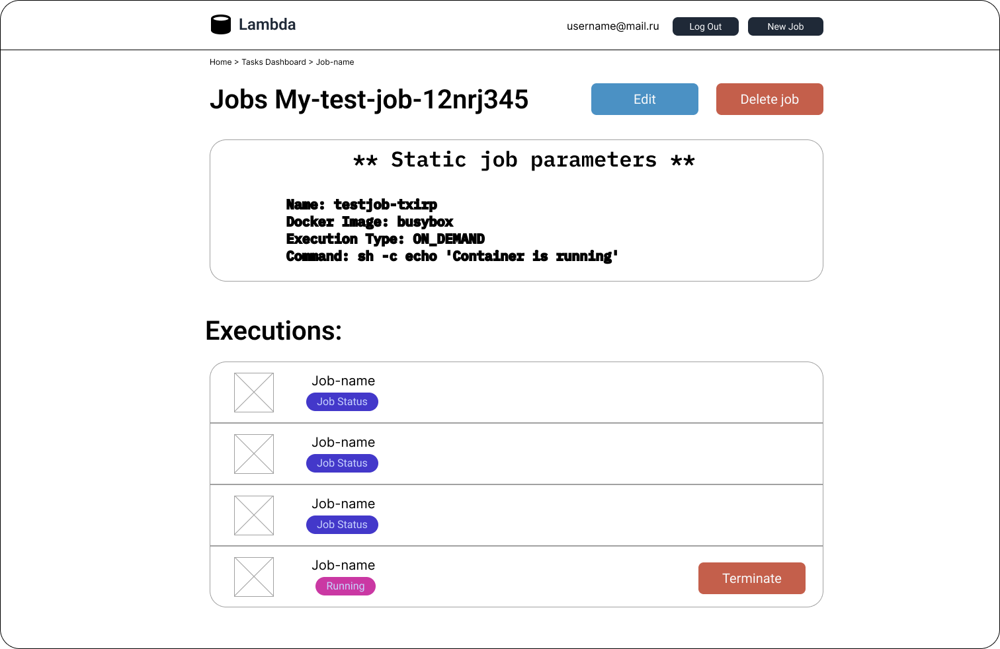 Lambda
username@mail.ru
Log Out
New Job
Home > Tasks Dashboard > Job-name
Jobs My-test-job-12nrj345
Edit
Delete job
** Static job parameters **
Name: testjob-txirp
Docker Image: busybox
Execution Type: ON_DEMAND
Command: sh -c echo 'Container is running'
Executions:
Job-name
Job Status
Job-name
Job Status
Job-name
Job Status
Job-name
Running
Terminate